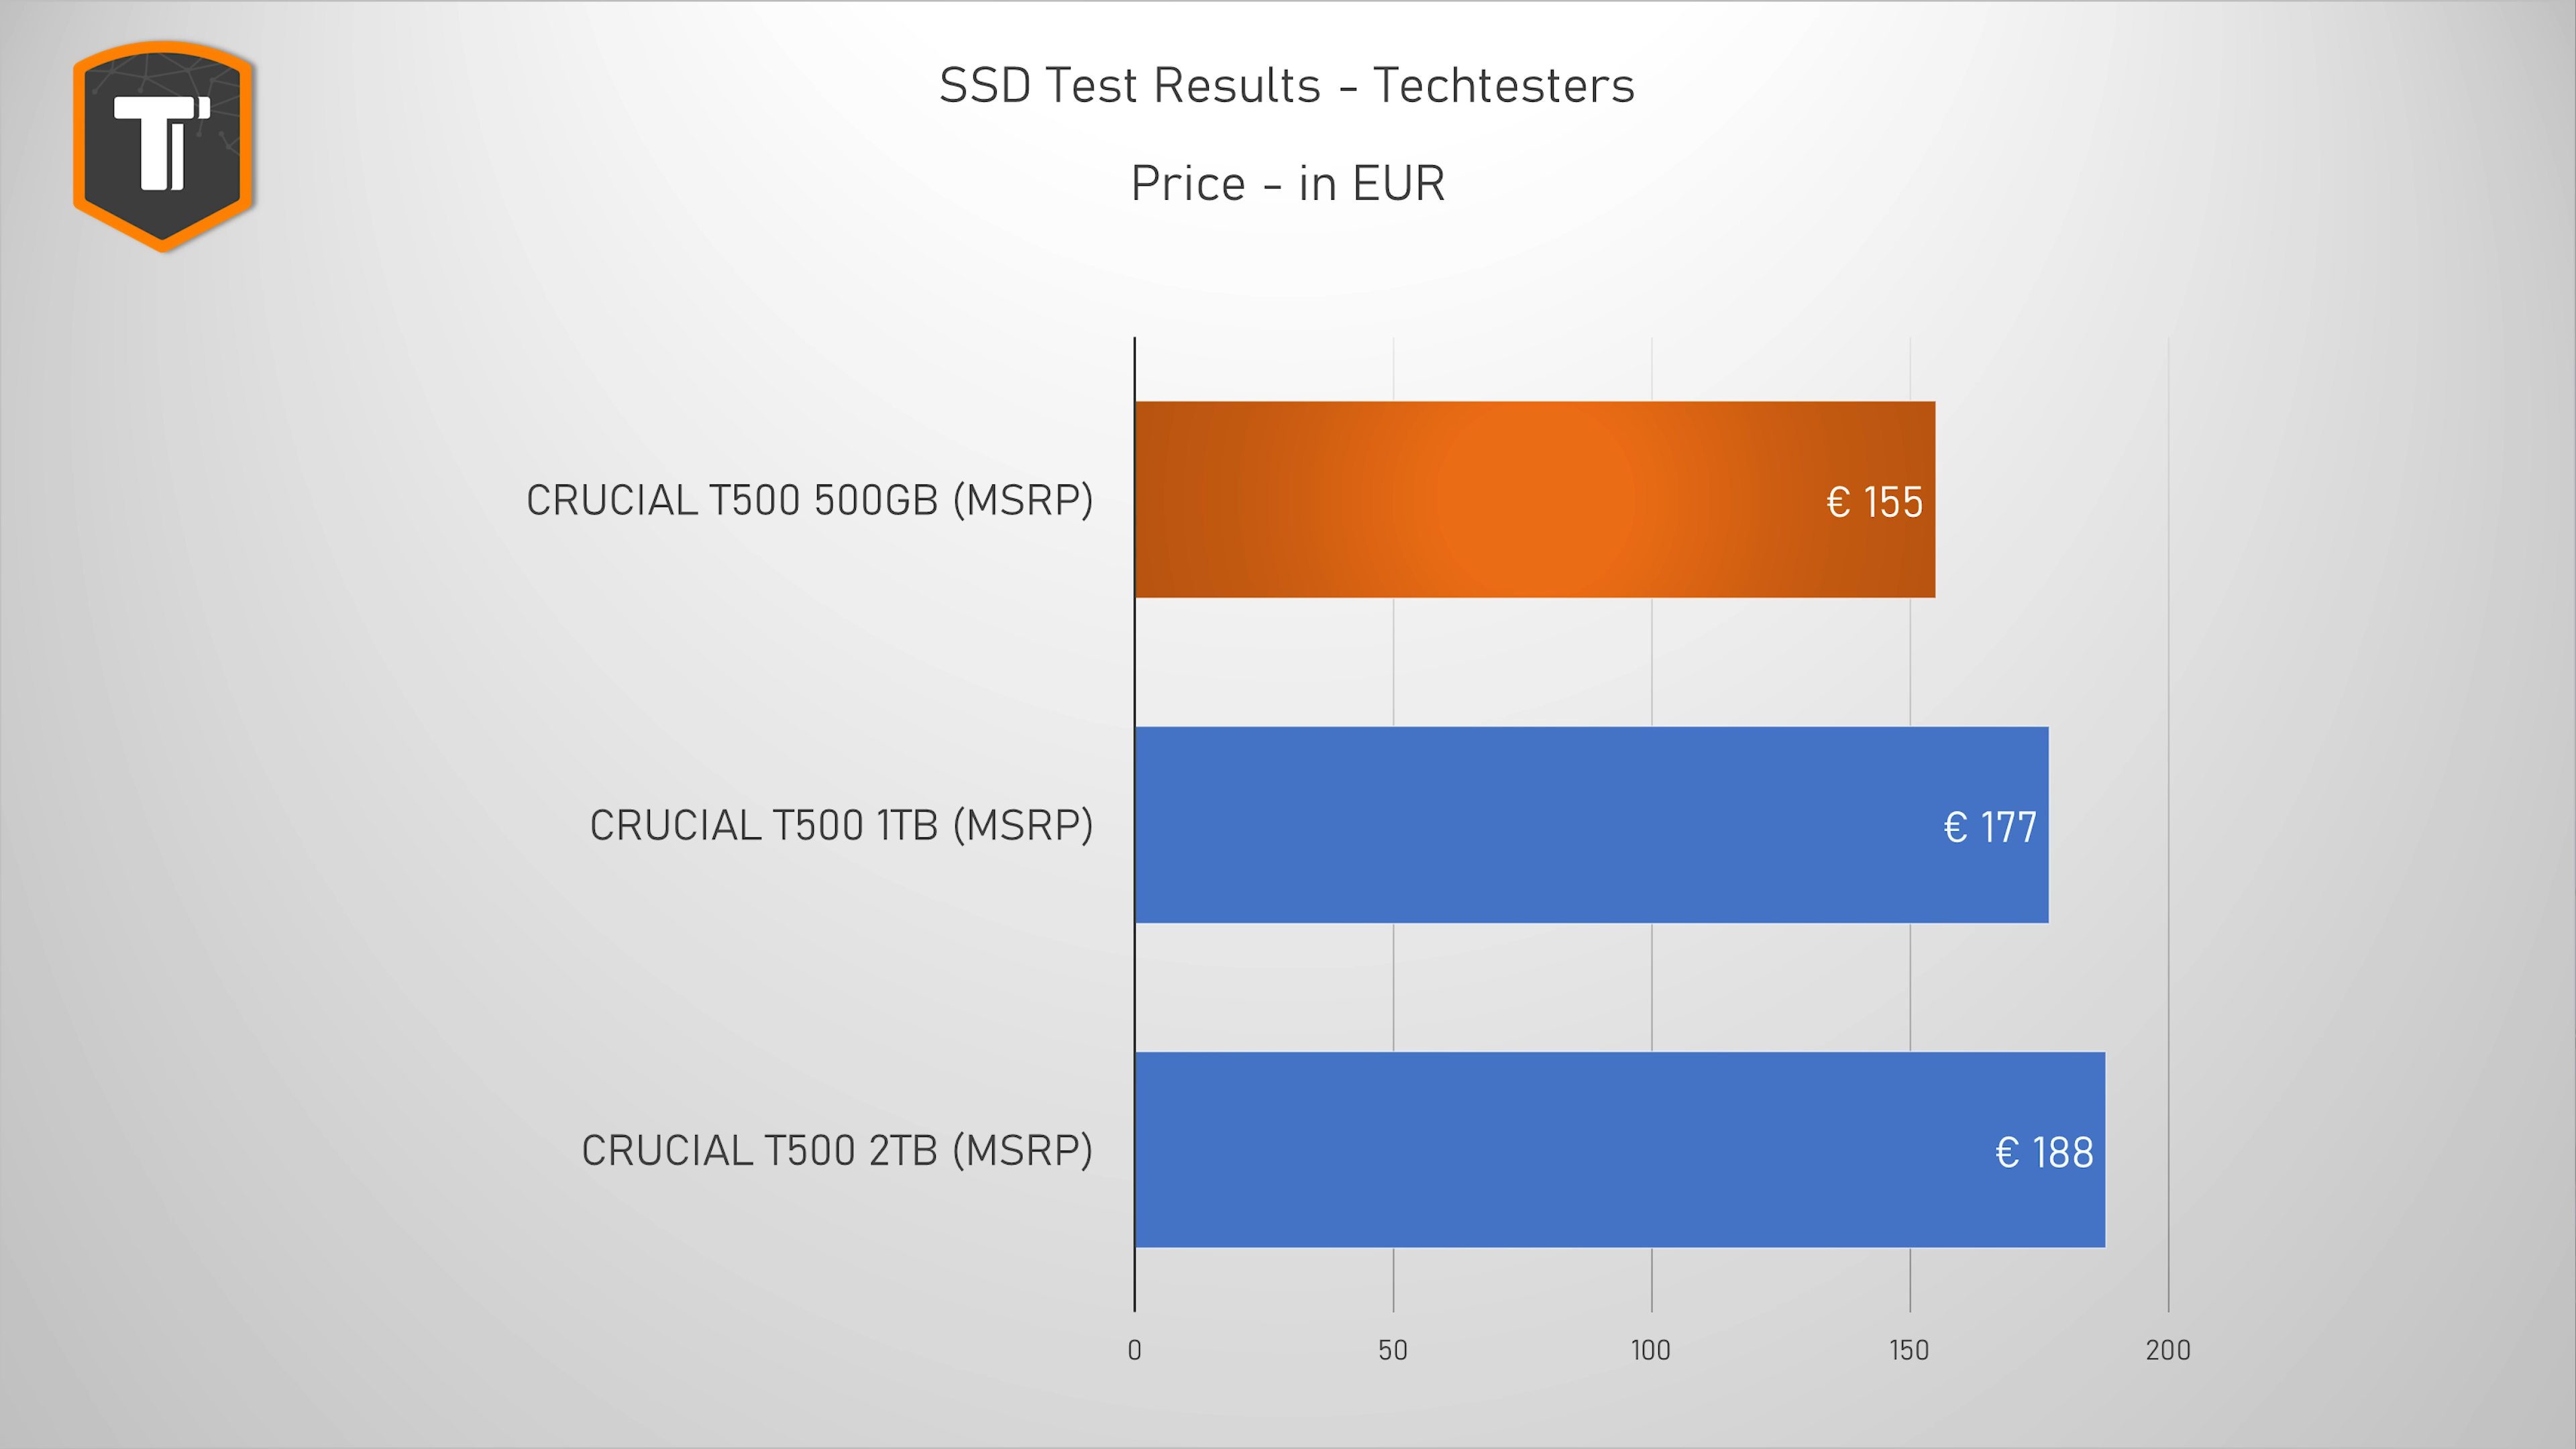 SSD Test Results - Techtesters
Price - in EUR
CRUCIAL T500 500GB (MSRP)
€ 155
CRUCIAL T500 1TB (MSRP)
€ 177
CRUCIAL T500 2TB (MSRP)
€ 188
0 50 100 150 200